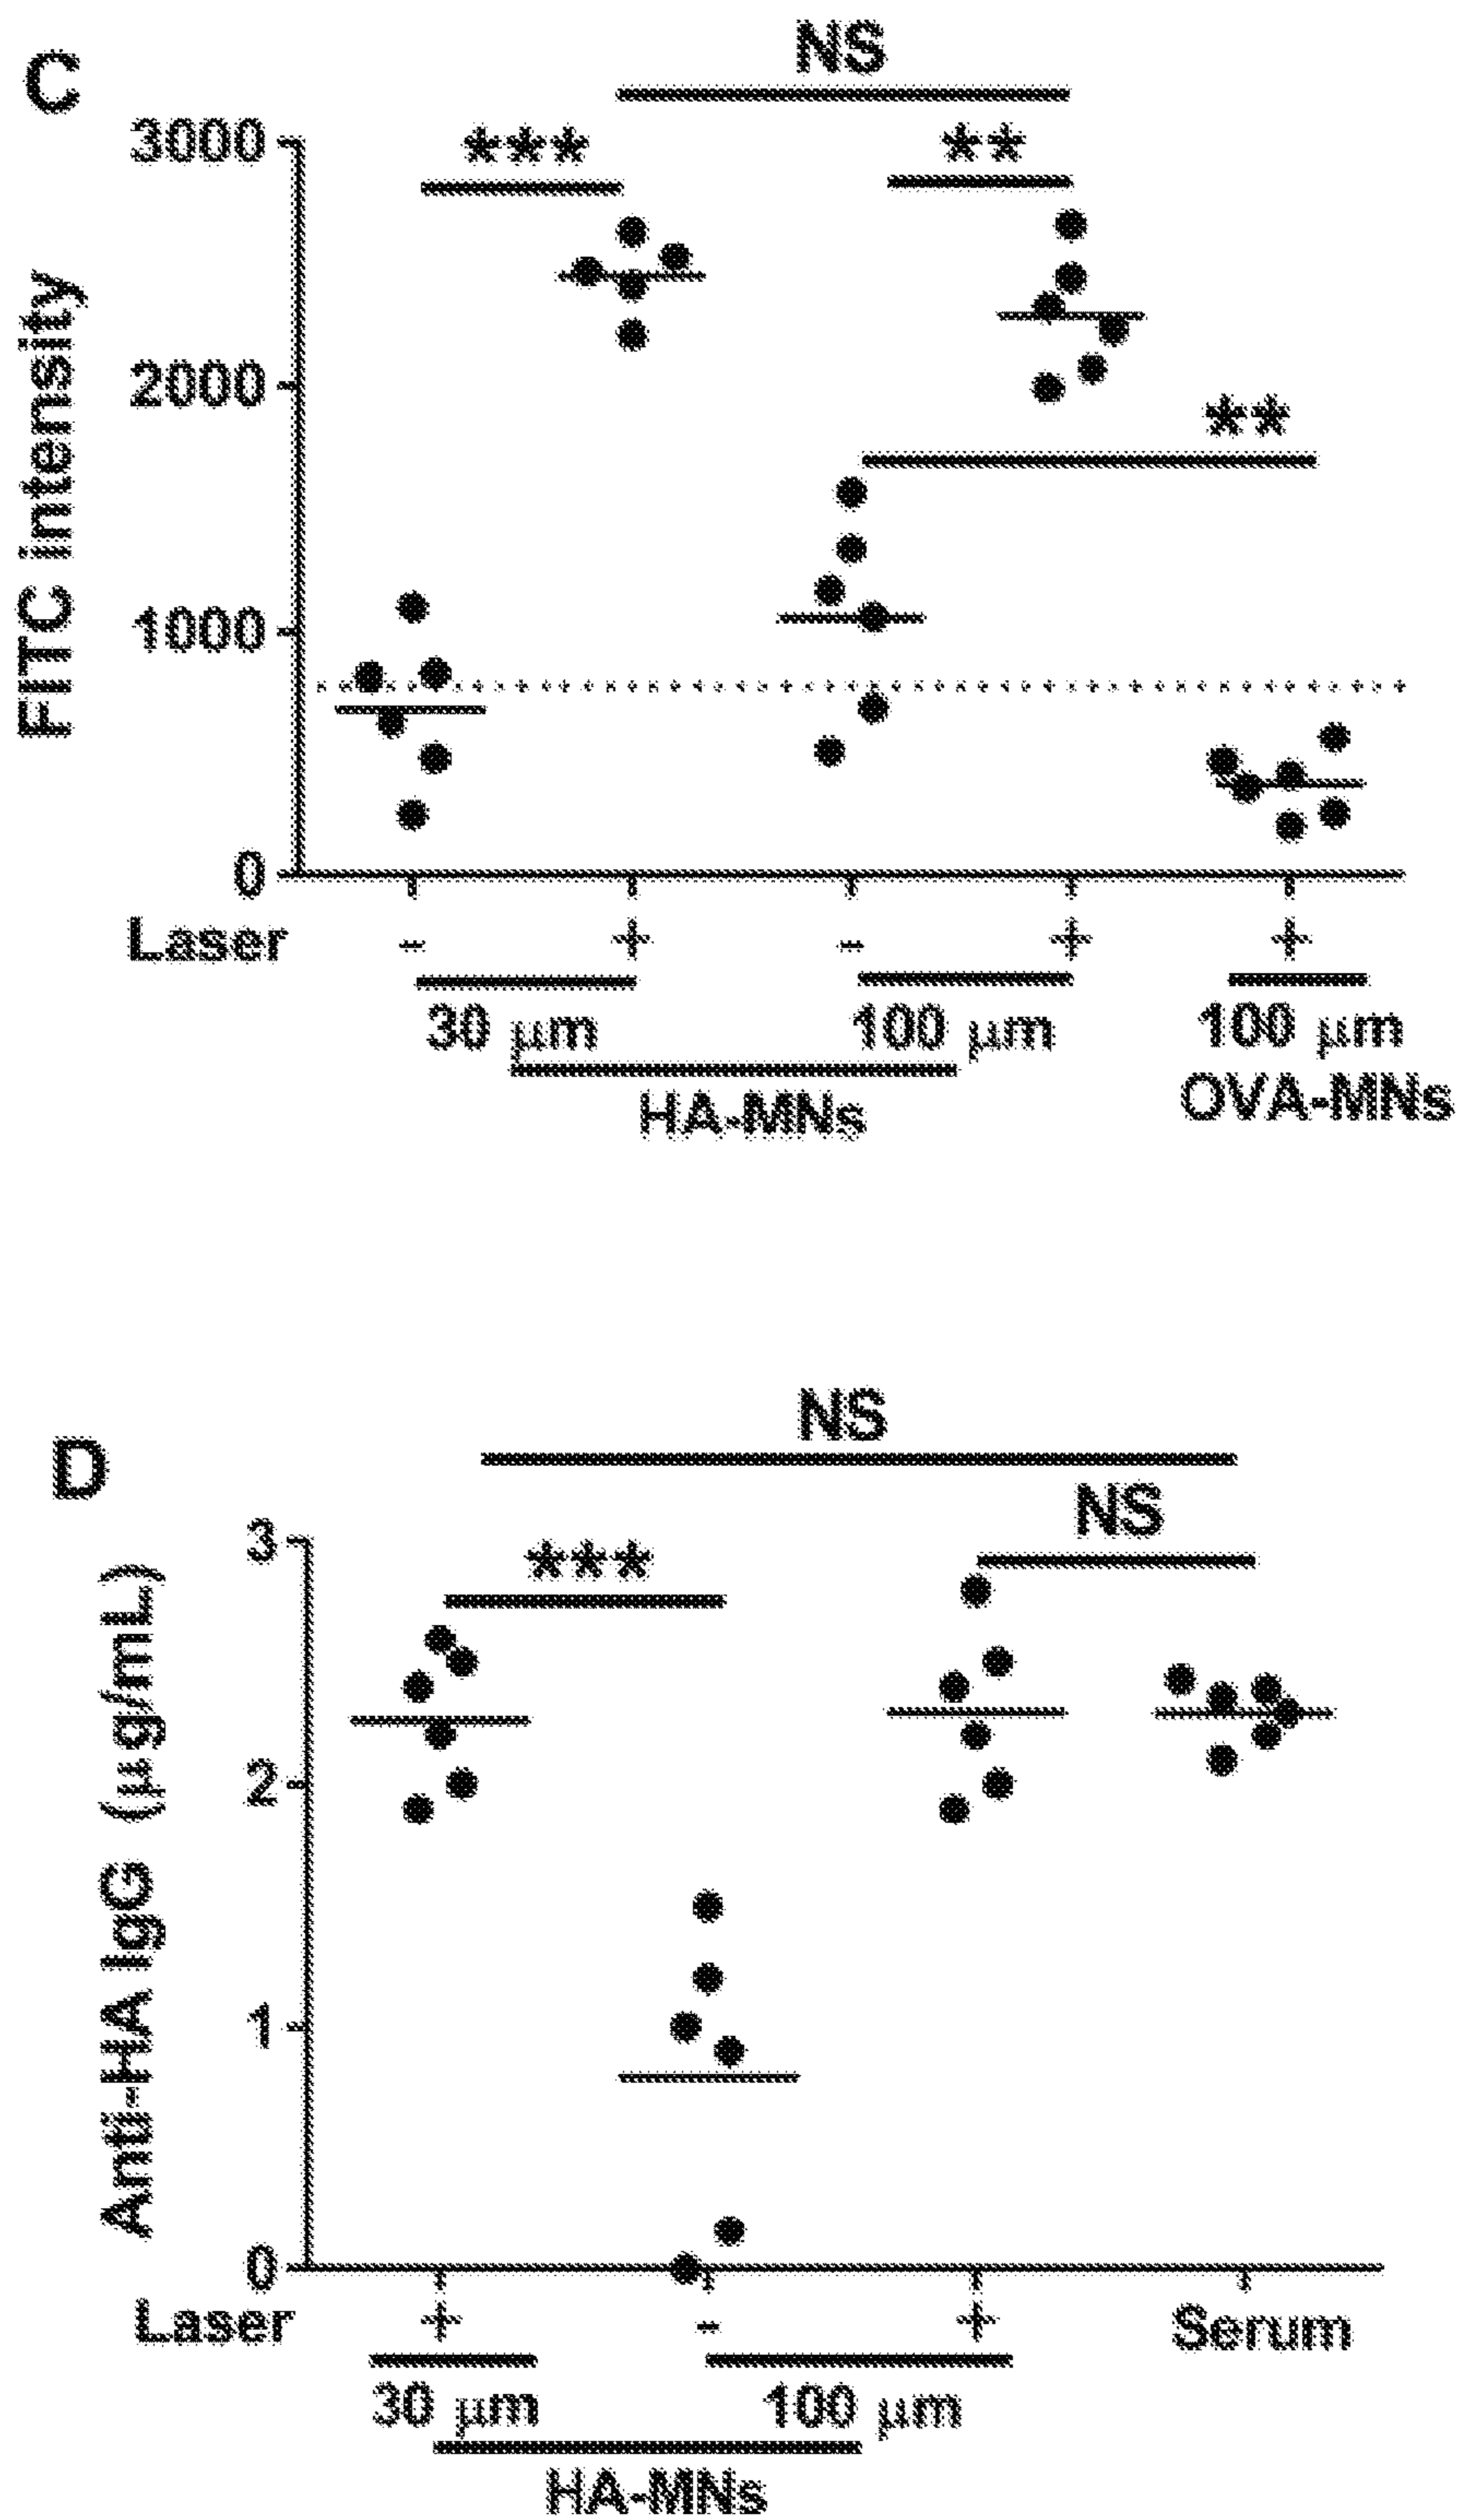 C
NS
3000
***
**
2000
**
FITC intensity
1000
0
Laser - + - + +
30 μm 100 μm 100 μm
HA-MNs OVA-MNs
D
NS
NS
3
***
2
Anti-HA IgG (μg/mL)
1
0
Laser + - + Serum
30 μm 100 μm
HA-MNs